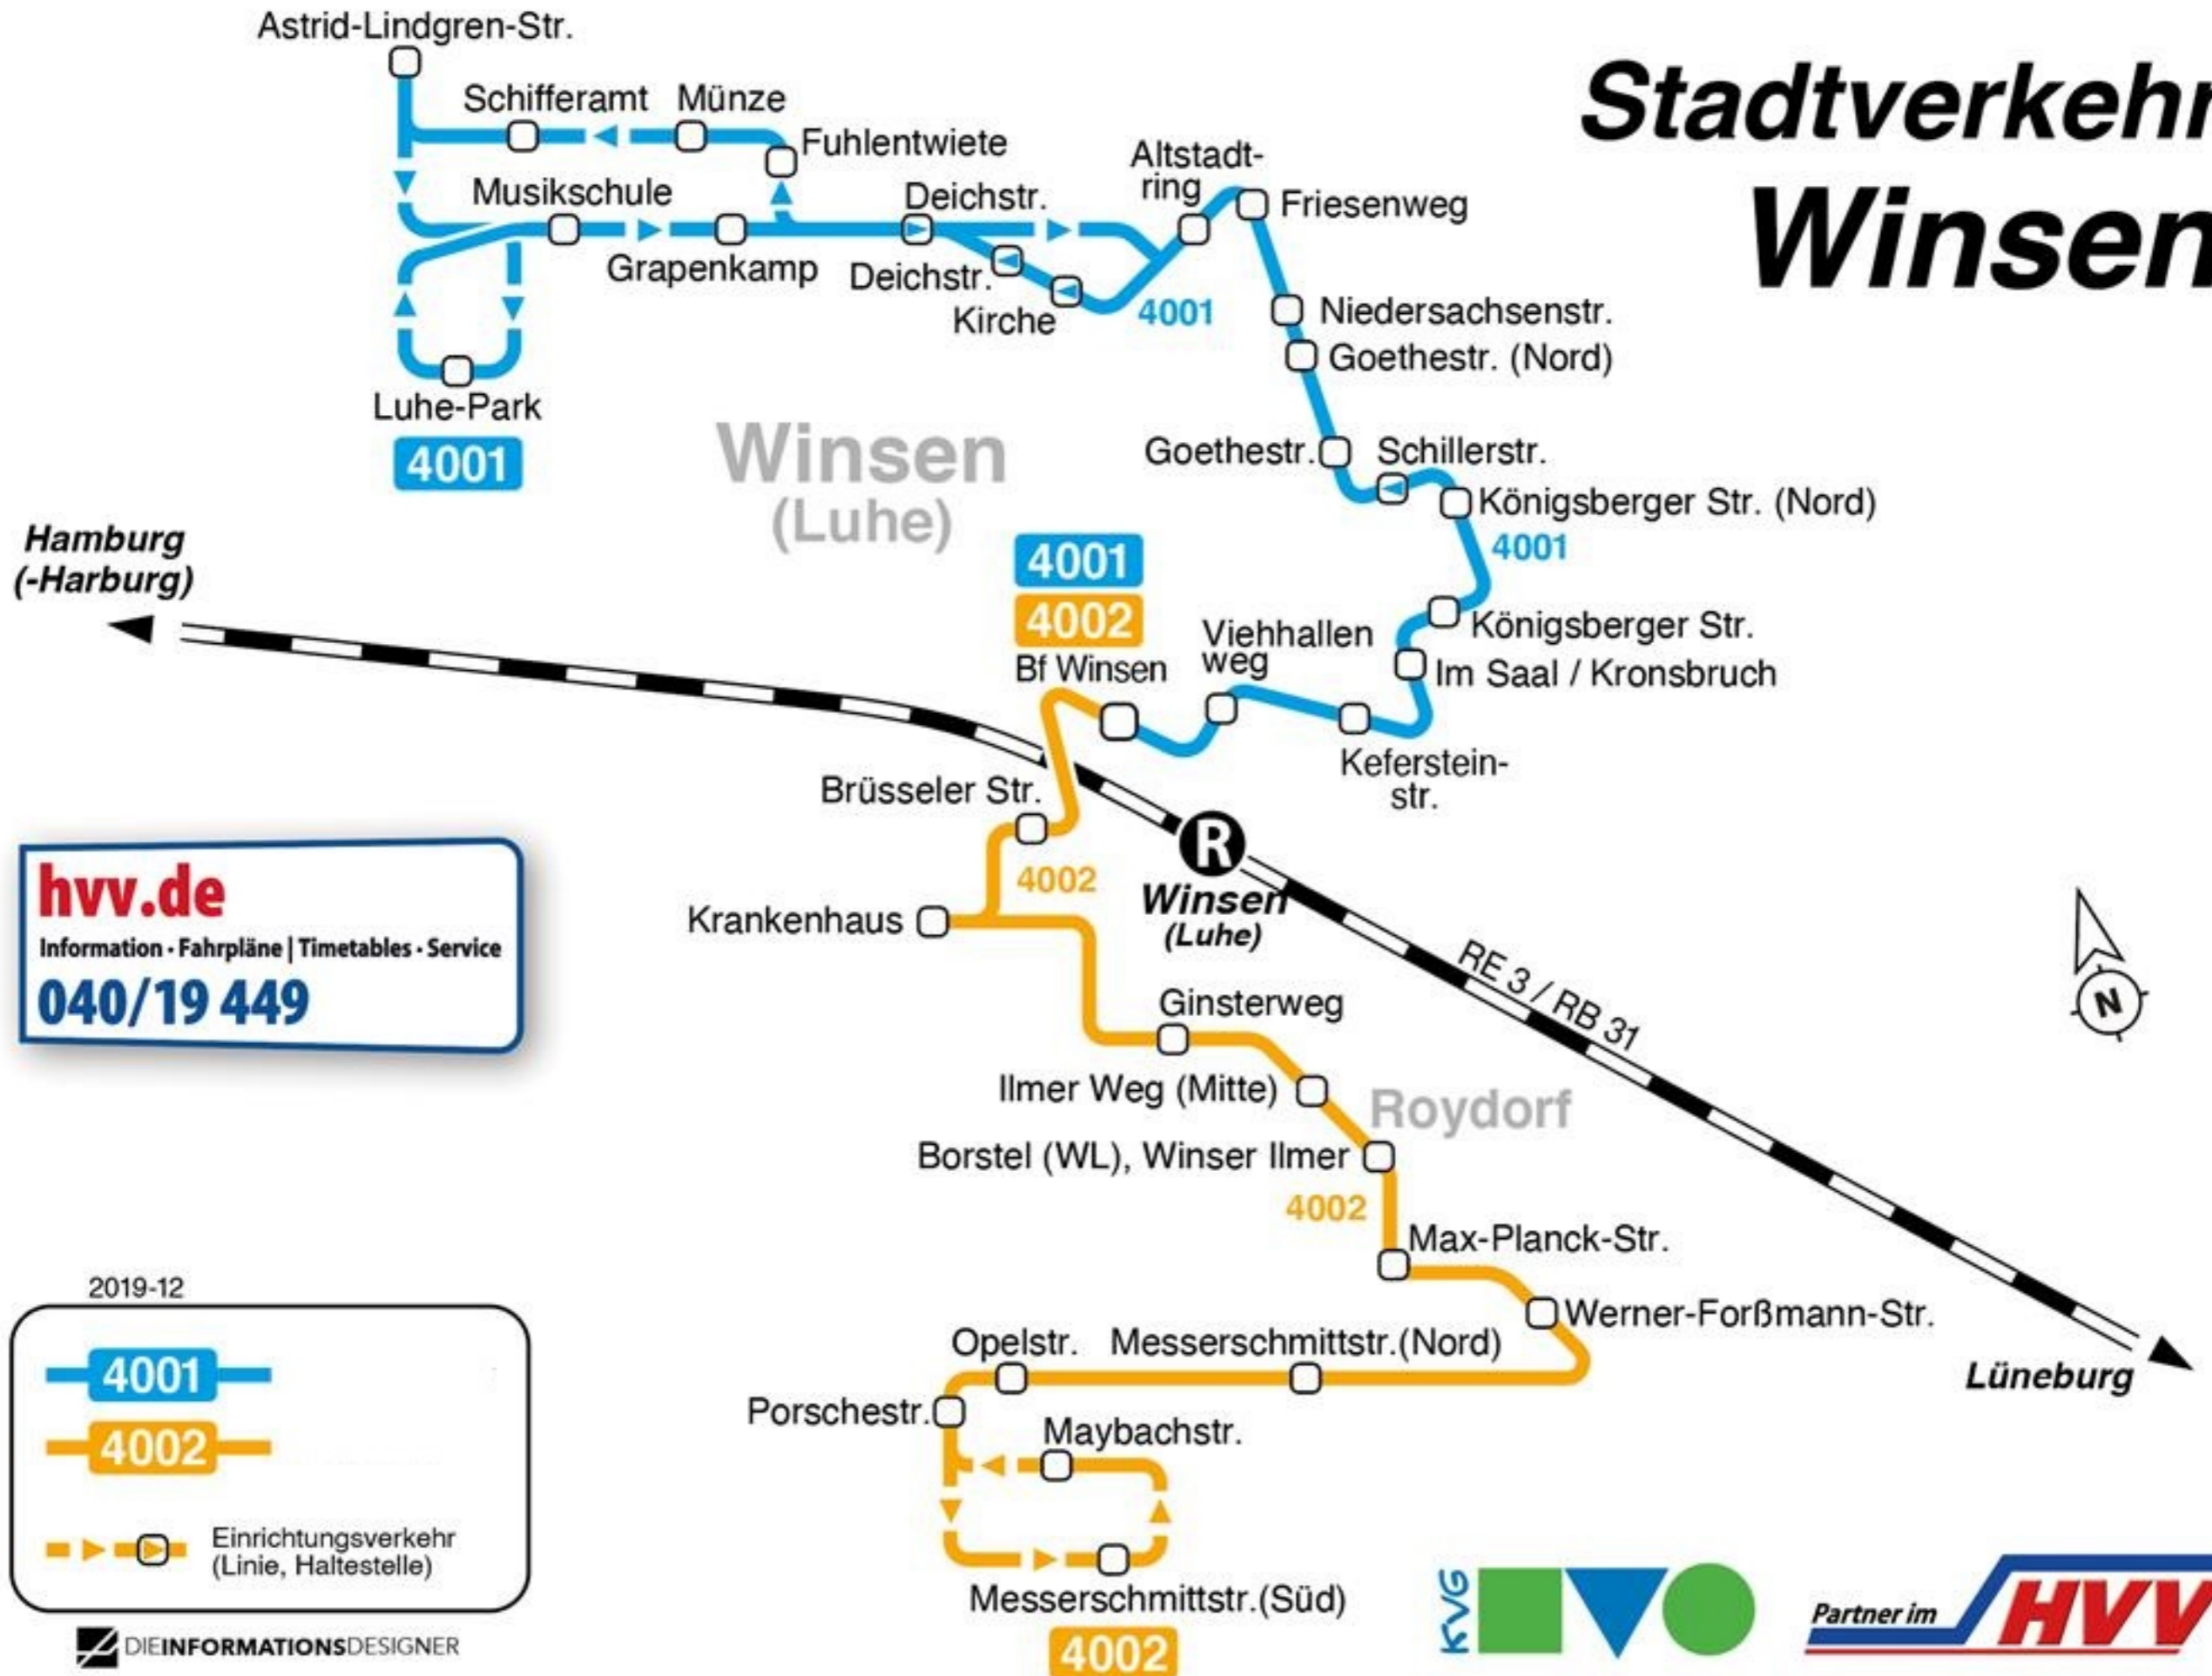 Astrid-Lindgren-Str.
Stadtverkehr
Winsen
Schifferamt
Münze
Fuhlentwiete
Altstadt-
ring
Friesenweg
Musikschule
Deichstr.
Grapenkamp
Deichstr.
Kirche
4001
Niedersachsenstr.
Goethestr. (Nord)
Luhe-Park
4001
Winsen
(Luhe)
Goethestr.
Schillerstr.
Königsberger Str. (Nord)
4001
Hamburg
(-Harburg)
4001
4002
Bf Winsen
Viehhallen
weg
Königsberger Str.
Im Saal / Kronsbruch
Keferstein-
str.
Brüsseler Str.
4002
R
Winsen
(Luhe)
Krankenhaus
hvv.de
Information · Fahrpläne | Timetables · Service
040/19 449
RE 3 / RB 31
N
Ginsterweg
Ilmer Weg (Mitte)
Roydorf
Borstel (WL), Winser Ilmer
4002
Max-Planck-Str.
Werner-Forßmann-Str.
Lüneburg
Opelstr.
Messerschmittstr.(Nord)
Porschestr.
Maybachstr.
Messerschmittstr.(Süd)
4002
2019-12
4001
4002
Einrichtungsverkehr
(Linie, Haltestelle)
DIEINFORMATIONSDESIGNER
KVG
Partner im
HVV